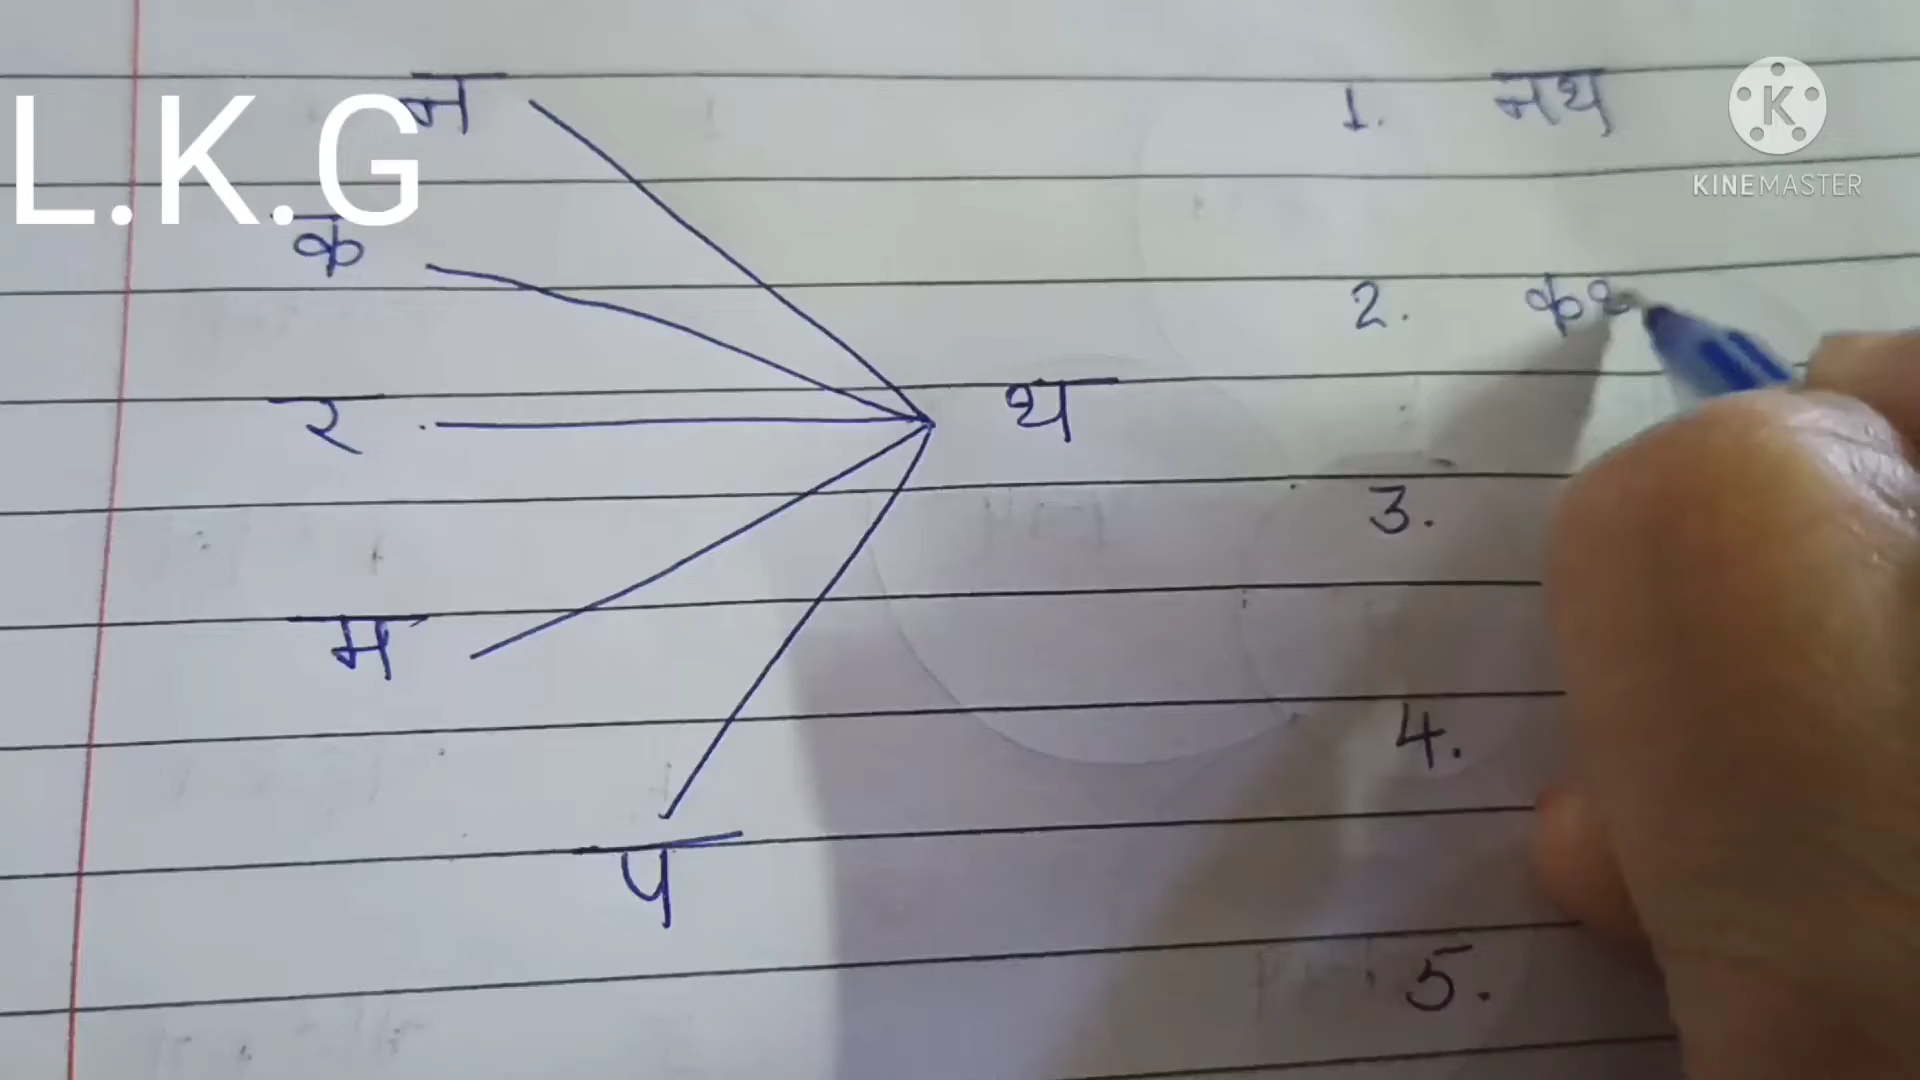 L.K.G
न
क
र
म
प
थ
1. नथ
2. कथ
3.
4.
5.
KINEMASTER